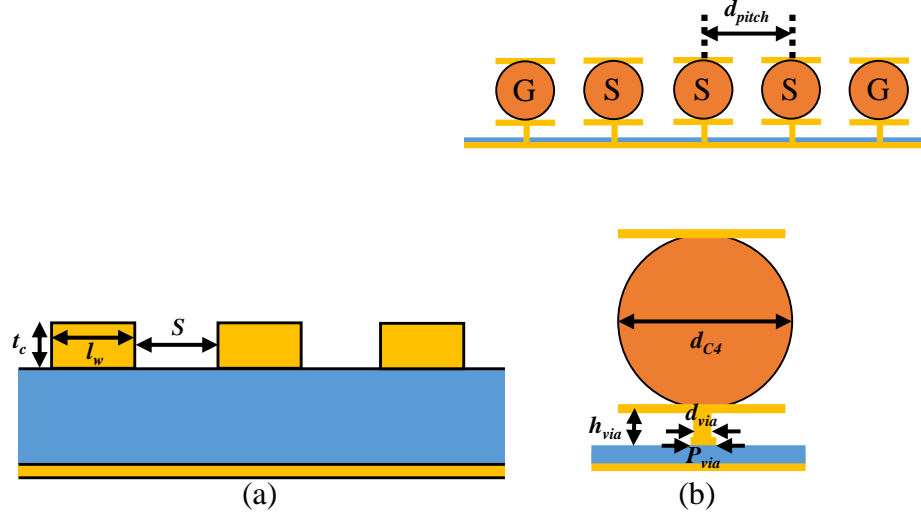 d_pitch
G S S S G
t_c
l_w
S
(a)
d_C4
h_via
d_via
P_via
(b)